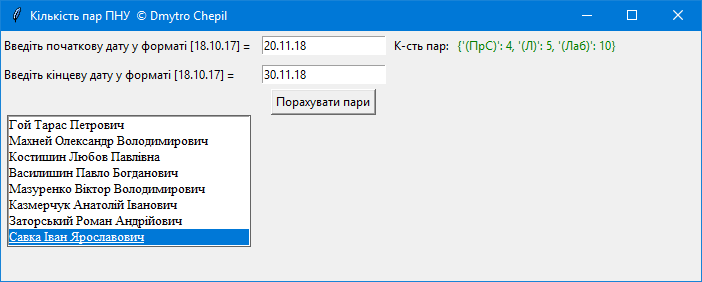 Кількість пар ПНУ © Dmytro Chepil
Введіть початкову дату у форматі [18.10.17] = 20.11.18 К-сть пар: {'(ПрС)': 4, '(Л)': 5, '(Лаб)': 10}
Введіть кінцеву дату у форматі [18.10.17] = 30.11.18
Порахувати пари
Гой Тарас Петрович
Махней Олександр Володимирович
Костишин Любов Павлівна
Василишин Павло Богданович
Мазуренко Віктор Володимирович
Казмерчук Анатолій Іванович
Заторський Роман Андрійович
Савка Іван Ярославович